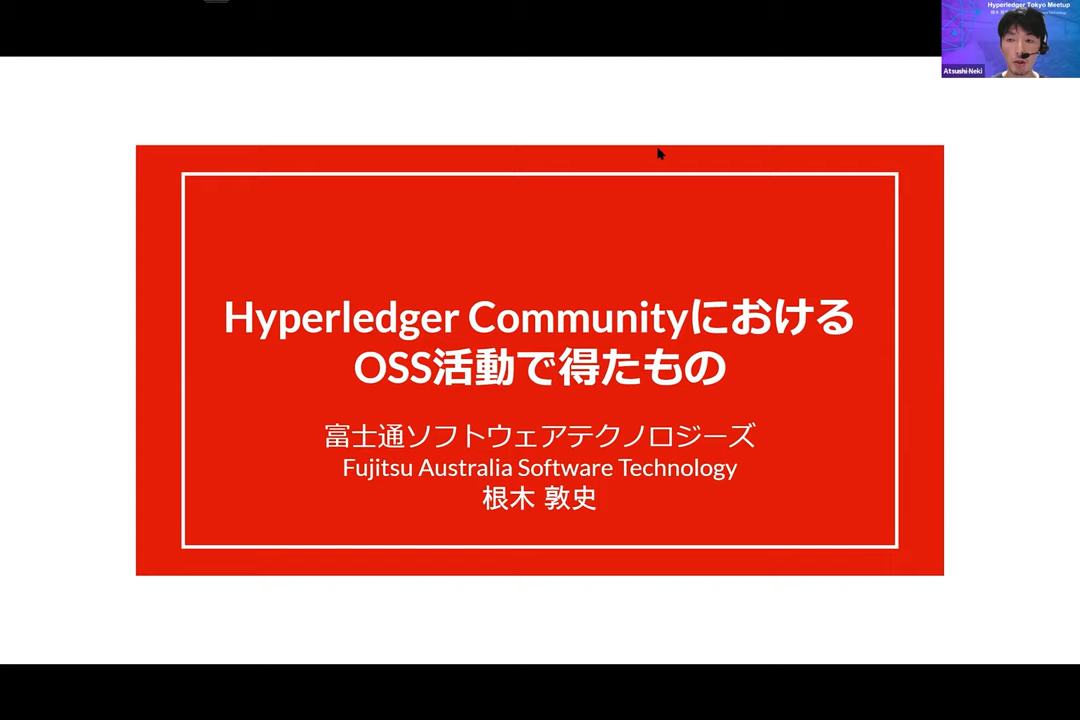 Hyperledger Tokyo Meetup
Atsushi Neki
Hyperledger Communityにおける
OSS活動で得たもの
富士通ソフトウェアテクノロジーズ
Fujitsu Australia Software Technology
根木 敦史